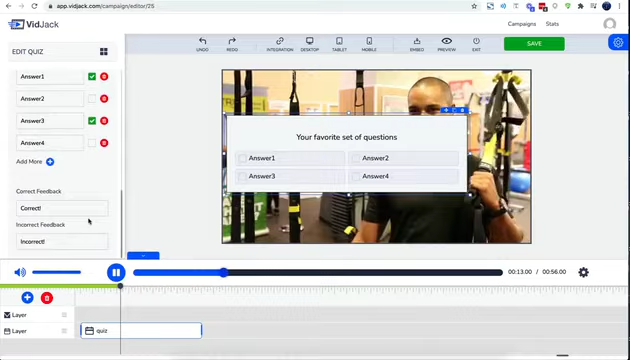 app.vidjack.com/campaign/editor/25
VidJack
Campaigns
Stats
EDIT QUIZ
UNDO
REDO
INTEGRATION
DESKTOP
TABLET
MOBILE
EMBED
PREVIEW
EXIT
SAVE
Answer1
Answer2
Answer3
Answer4
Add More
Correct Feedback
Correct!
Incorrect Feedback
Incorrect!
Your favorite set of questions
Answer1
Answer2
Answer3
Answer4
00:13.00 / 00:56.00
Layer
Layer
quiz